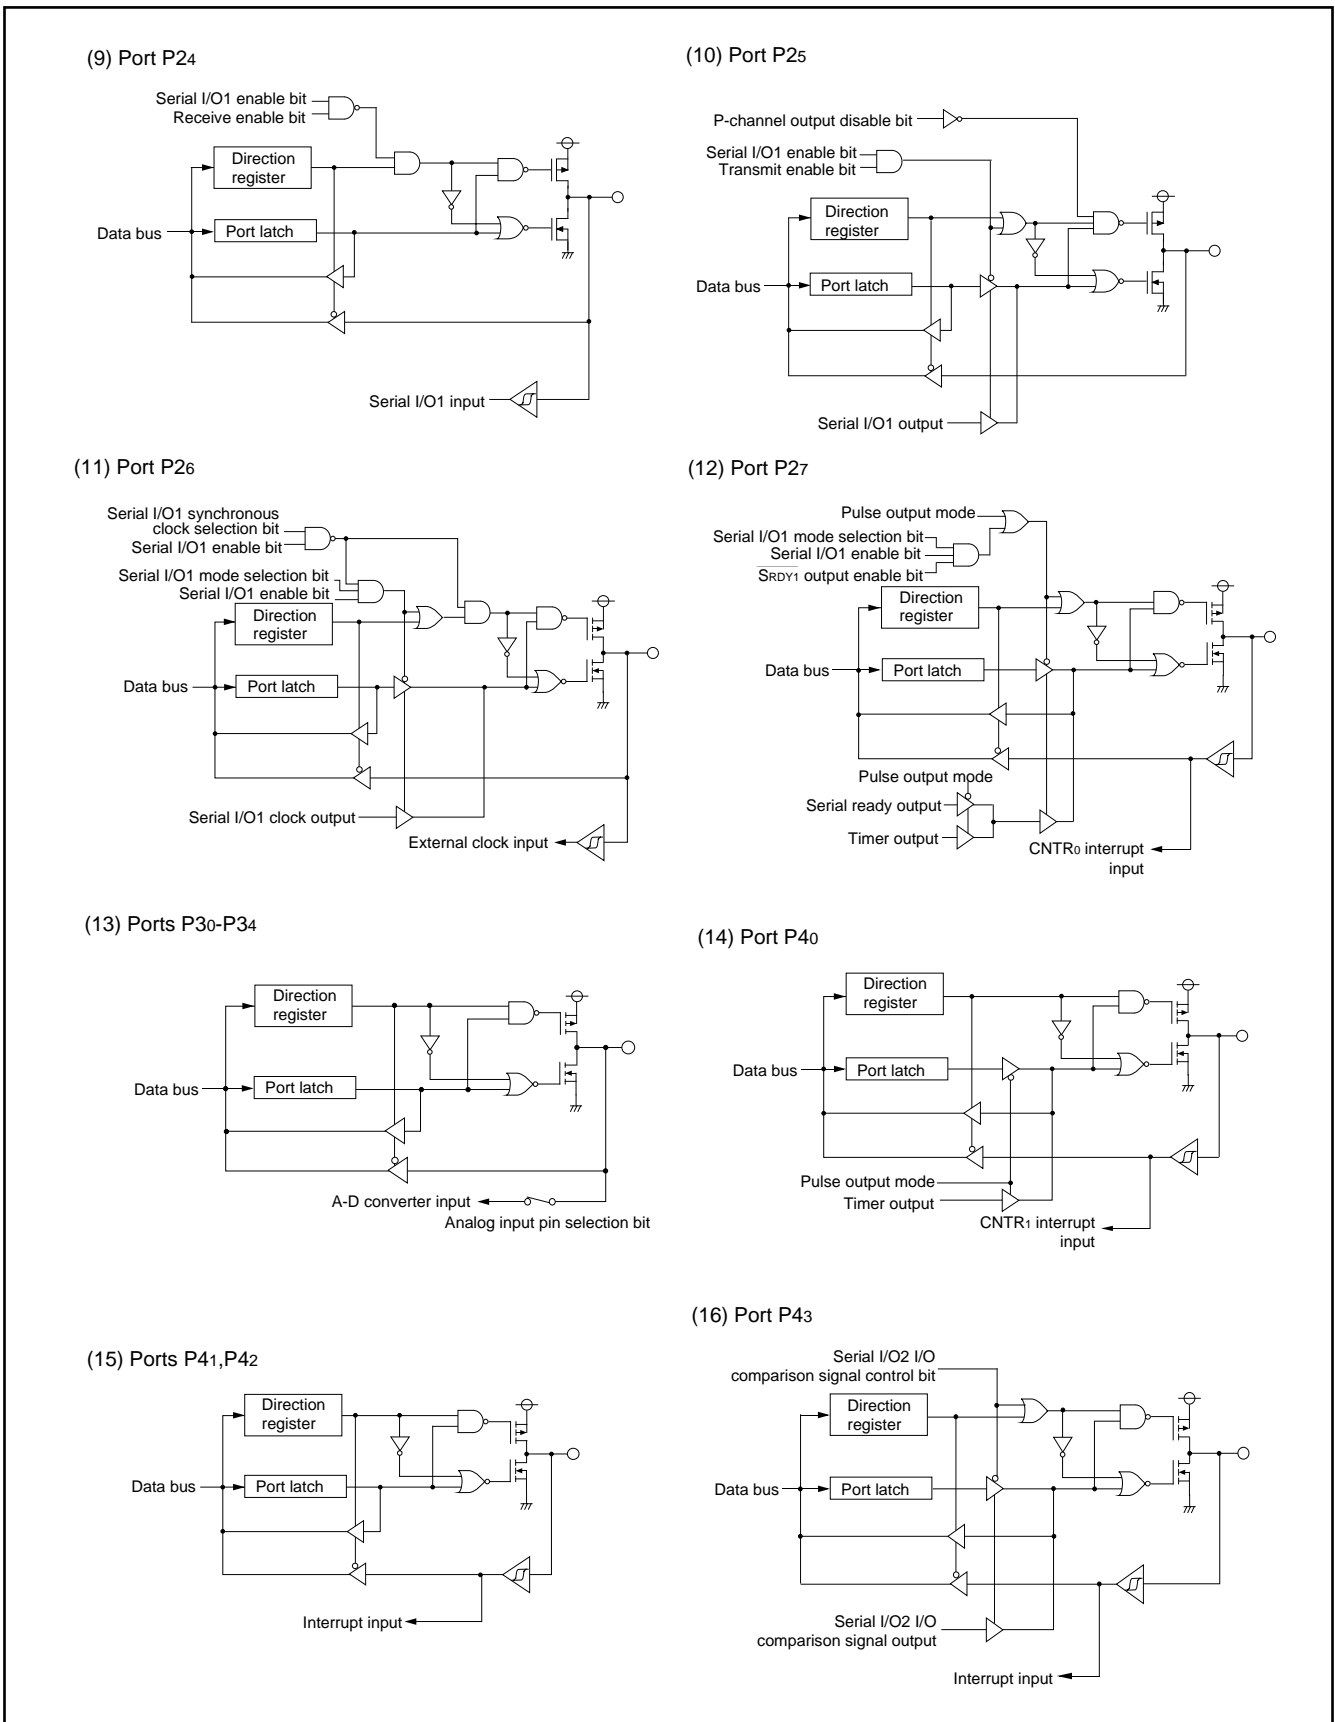 (9) Port P24
Serial I/O1 enable bit
Receive enable bit
Direction
register
Data bus
Port latch
Serial I/O1 input
(10) Port P25
P-channel output disable bit
Serial I/O1 enable bit
Transmit enable bit
Direction
register
Data bus
Port latch
Serial I/O1 output
(11) Port P26
Serial I/O1 synchronous
clock selection bit
Serial I/O1 enable bit
Serial I/O1 mode selection bit
Serial I/O1 enable bit
Direction
register
Data bus
Port latch
Serial I/O1 clock output
External clock input
(12) Port P27
Pulse output mode
Serial I/O1 mode selection bit
Serial I/O1 enable bit
SRDY1 output enable bit
Direction
register
Data bus
Port latch
Pulse output mode
Serial ready output
Timer output
CNTR0 interrupt
input
(13) Ports P30-P34
Direction
register
Data bus
Port latch
A-D converter input
Analog input pin selection bit
(14) Port P40
Direction
register
Data bus
Port latch
Pulse output mode
Timer output
CNTR1 interrupt
input
(15) Ports P41,P42
Direction
register
Data bus
Port latch
Interrupt input
(16) Port P43
Serial I/O2 I/O
comparison signal control bit
Direction
register
Data bus
Port latch
Serial I/O2 I/O
comparison signal output
Interrupt input